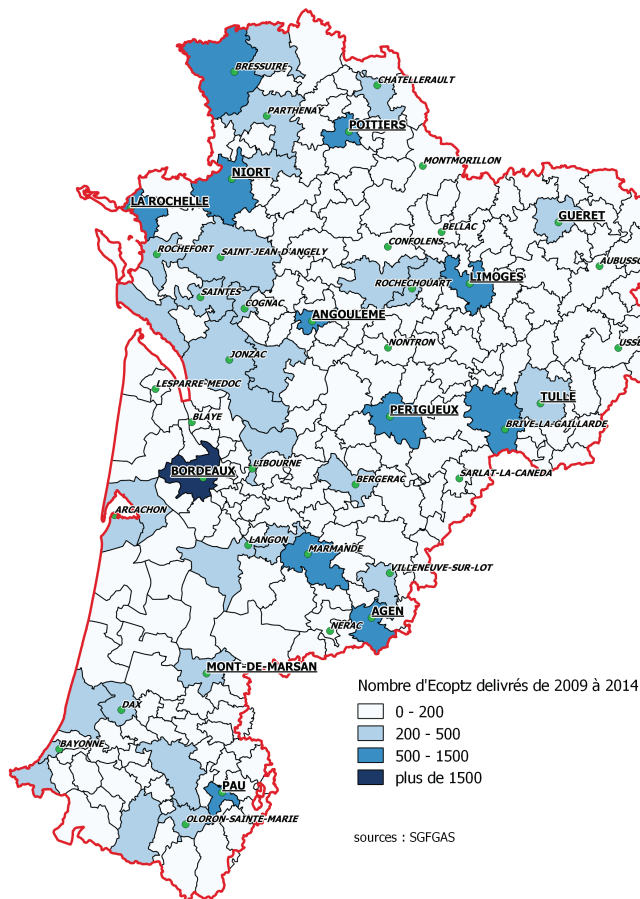 BRESSUIRE
CHATELLERAULT
PARTHENAY
POITIERS
MONTMORILLON
NIORT
LA ROCHELLE
GUERET
BELLAC
CONFOLENS
ROCHEFORT
SAINT-JEAN-D'ANGELY
AUBUSSO
LIMOGES
ROCHECHOUART
SAINTES
COGNAC
ANGOULEME
NONTRON
USSE
JONZAC
LESPARRE-MEDOC
TULLE
PERIGUEUX
BLAYE
BRIVE-LA-GAILLARDE
BORDEAUX
LIBOURNE
BERGERAC
SARLAT-LA-CANEDA
ARCACHON
LANGON
MARMANDE
VILLENEUVE-SUR-LOT
AGEN
NERAC
MONT-DE-MARSAN
DAX
BAYONNE
PAU
OLORON-SAINTE-MARIE
Nombre d'Ecoptz delivrés de 2009 à 2014
0 - 200
200 - 500
500 - 1500
plus de 1500
sources : SGFGAS